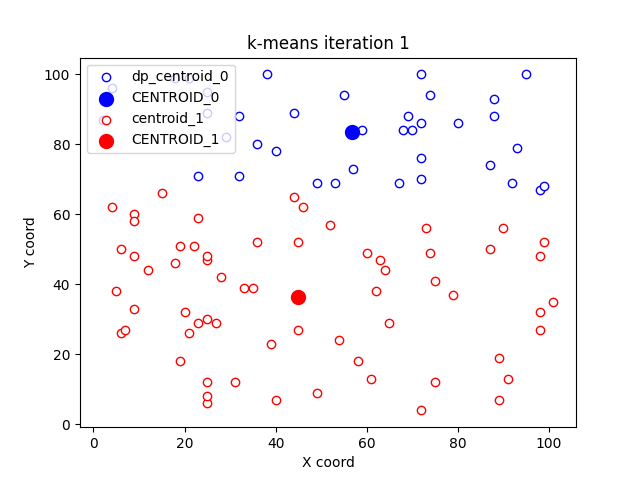 k-means iteration 1
dp_centroid_0
CENTROID_0
centroid_1
CENTROID_1
Y coord
100
80
60
40
20
0
0 20 40 60 80 100
X coord